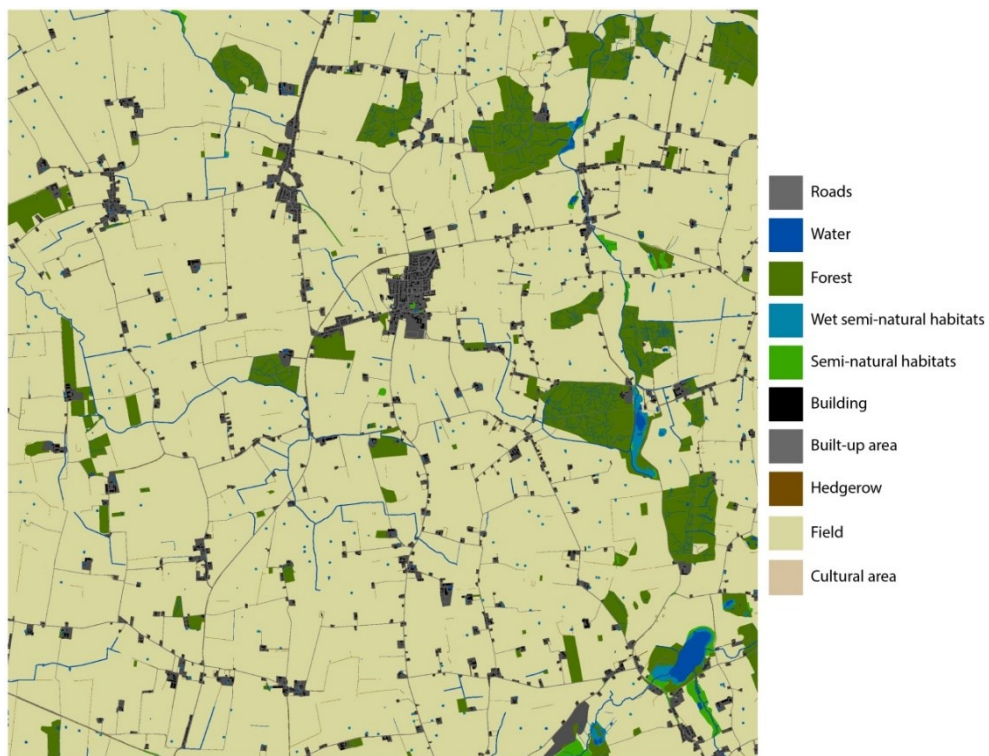 Roads
Water
Forest
Wet semi-natural habitats
Semi-natural habitats
Building
Built-up area
Hedgerow
Field
Cultural area